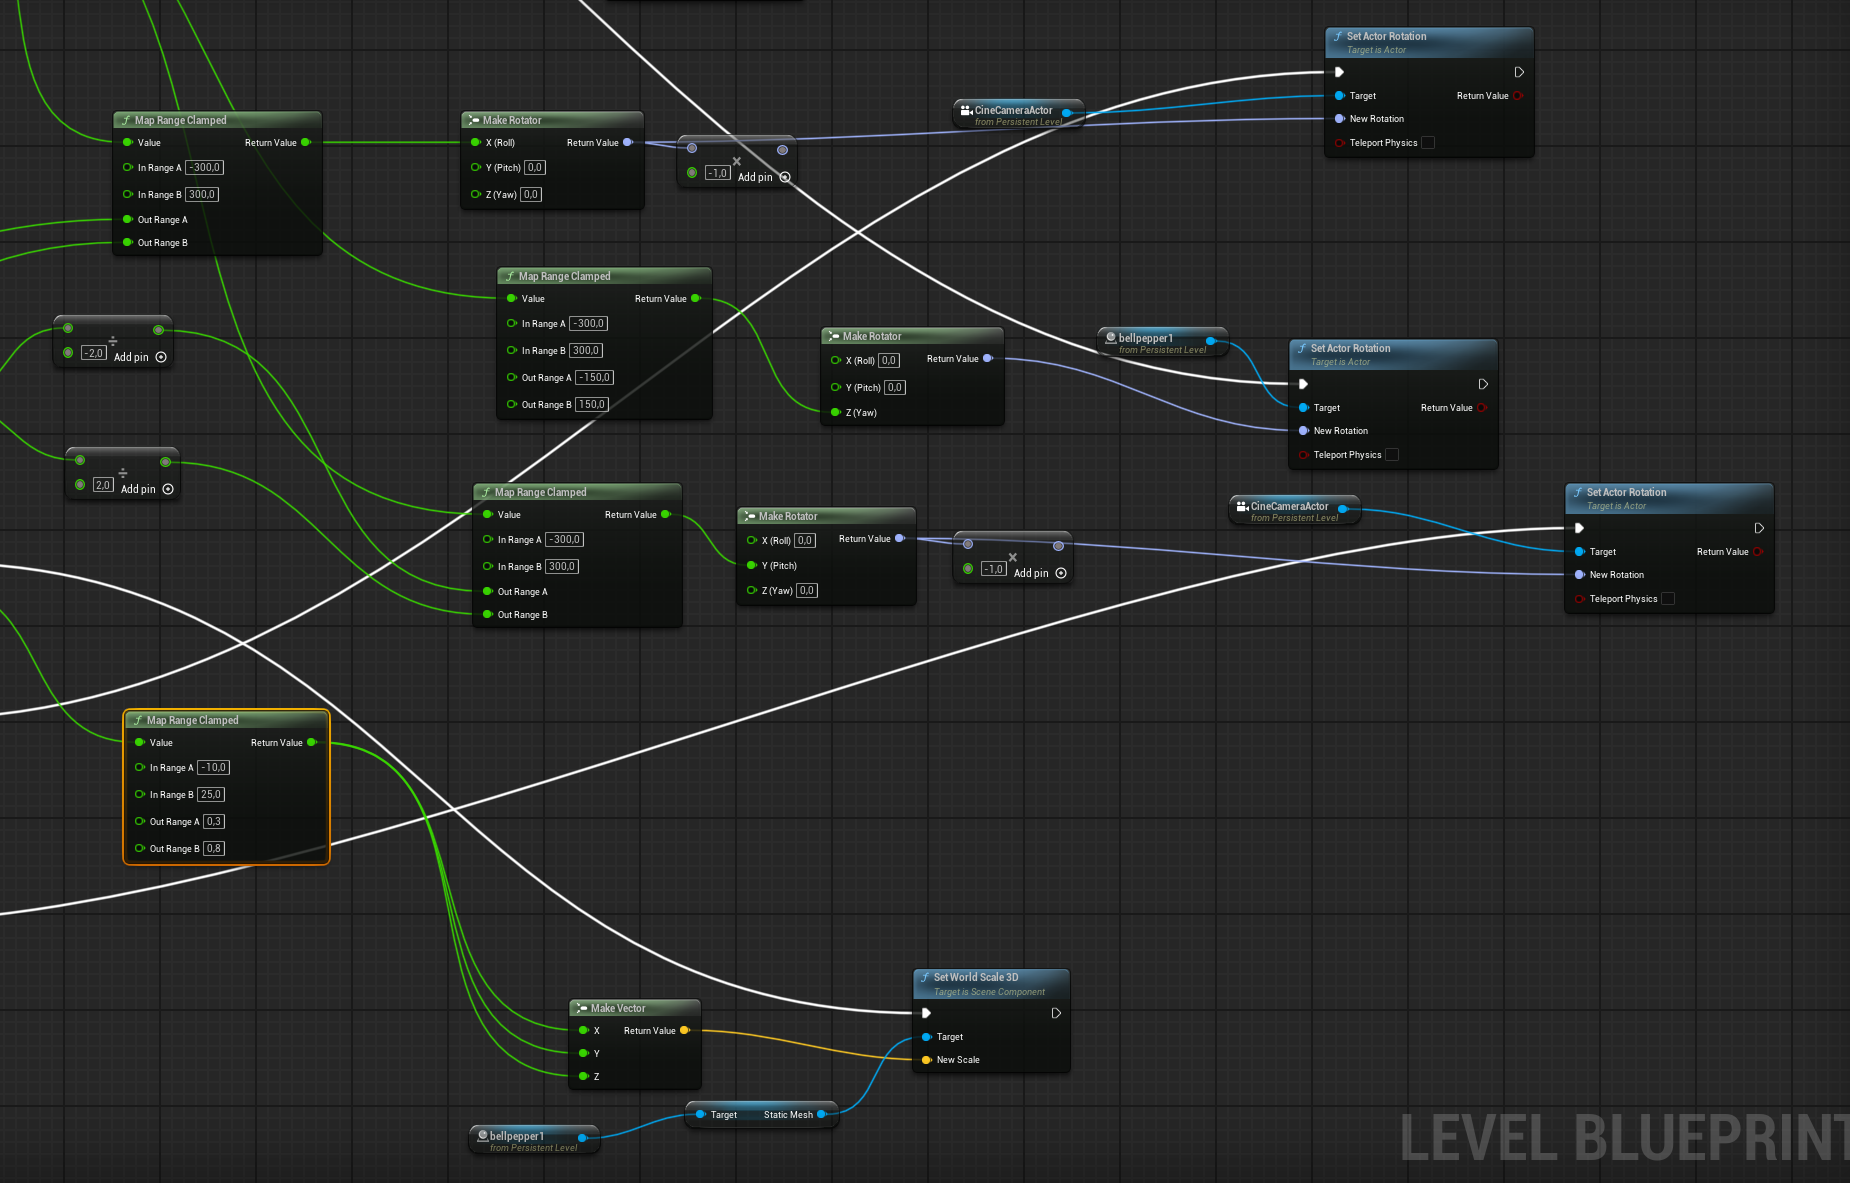 Set Actor Rotation
Target is Actor
Target
Return Value
New Rotation
Teleport Physics
CineCameraActor
from Persistent Level
Map Range Clamped
Value
Return Value
In Range A -300,0
In Range B 300,0
Out Range A
Out Range B
Make Rotator
X (Roll)
Return Value
Y (Pitch) 0,0
Z (Yaw) 0,0
×
-1,0
Add pin
Map Range Clamped
Value
Return Value
In Range A -300,0
In Range B 300,0
Out Range A -150,0
Out Range B 150,0
÷
-2,0
Add pin
Make Rotator
X (Roll) 0,0
Return Value
Y (Pitch) 0,0
Z (Yaw)
bellpepper1
from Persistent Level
Set Actor Rotation
Target is Actor
Target
Return Value
New Rotation
Teleport Physics
÷
2,0
Add pin
Map Range Clamped
Value
Return Value
In Range A -300,0
In Range B 300,0
Out Range A
Out Range B
Make Rotator
X (Roll) 0,0
Return Value
Y (Pitch)
Z (Yaw) 0,0
×
-1,0
Add pin
CineCameraActor
from Persistent Level
Set Actor Rotation
Target is Actor
Target
Return Value
New Rotation
Teleport Physics
Map Range Clamped
Value
Return Value
In Range A -10,0
In Range B 25,0
Out Range A 0,3
Out Range B 0,8
Make Vector
X
Return Value
Y
Z
Set World Scale 3D
Target is Scene Component
Target
New Scale
Target
Static Mesh
bellpepper1
from Persistent Level
LEVEL BLUEPRINT